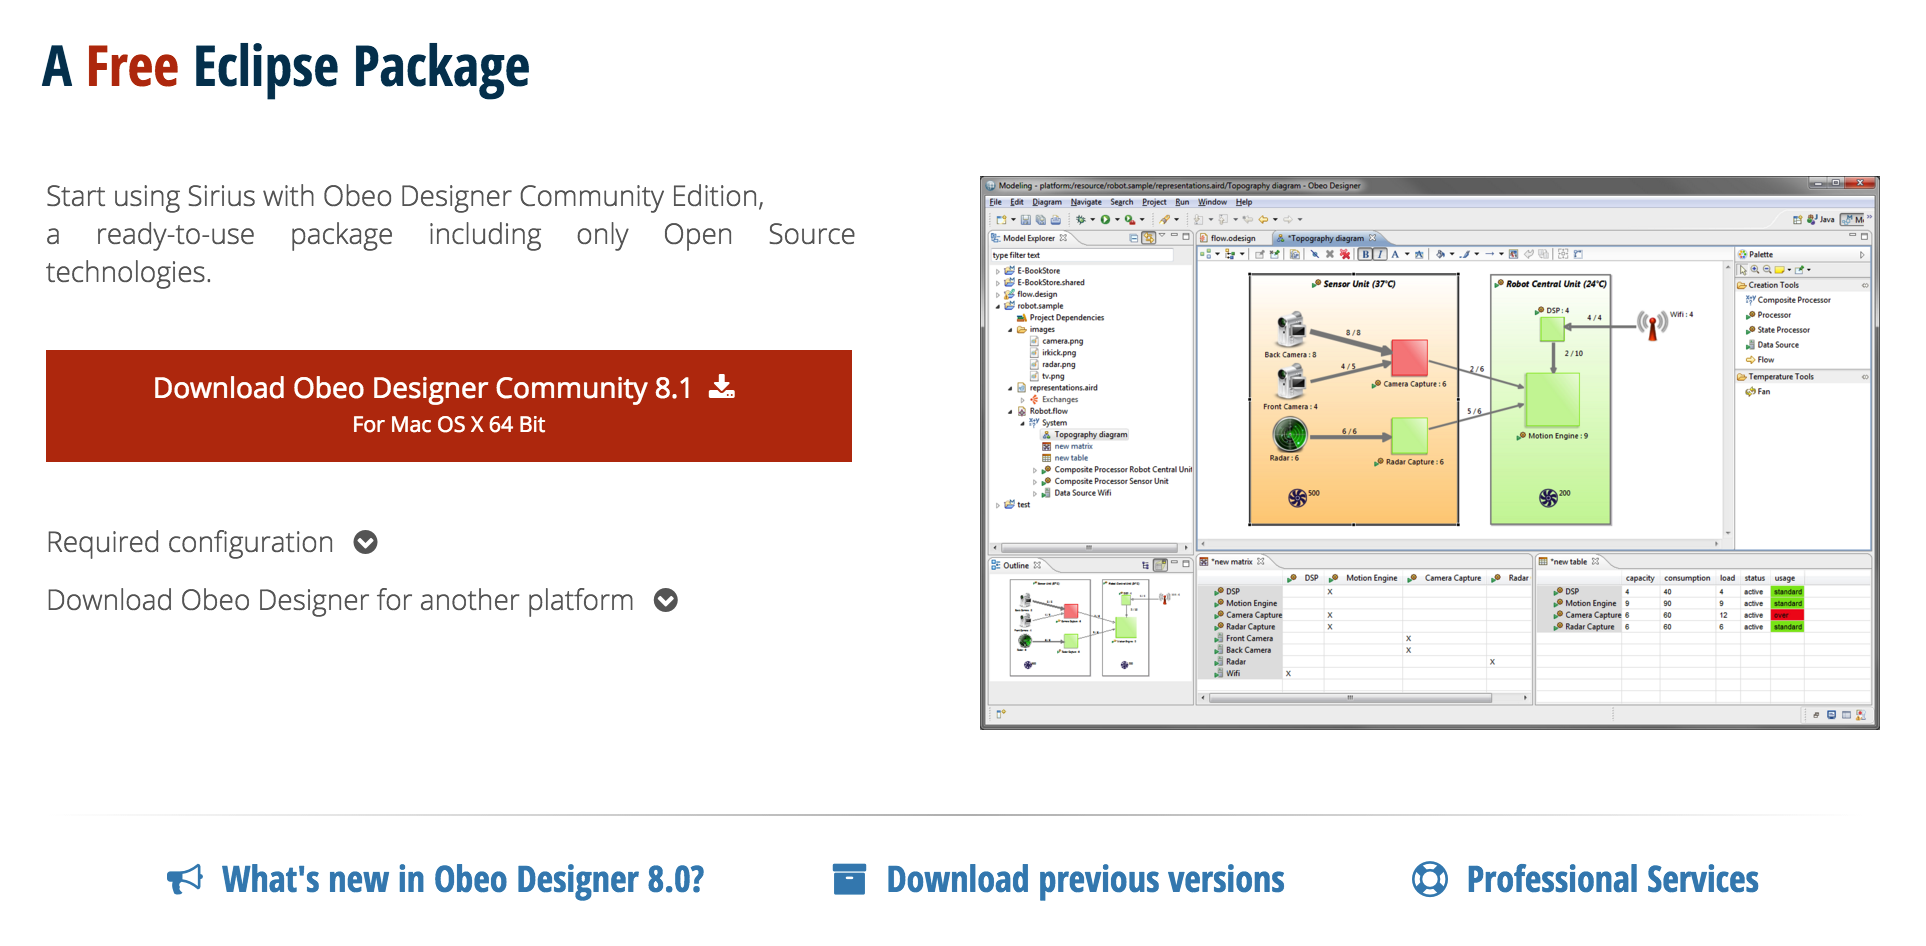 A Free Eclipse Package
Start using Sirius with Obeo Designer Community Edition,
a ready-to-use package including only Open Source
technologies.
Download Obeo Designer Community 8.1
For Mac OS X 64 Bit
Required configuration
Download Obeo Designer for another platform
Modeling - platform:/resource/robot.sample/representations.aird/Topography diagram - Obeo Designer
File Edit Diagram Navigate Search Project Run Window Help
Java
Model Explorer
type filter text
E-BookStore
E-BookStore.shared
flow.design
robot.sample
Project Dependencies
images
camera.png
irkick.png
radar.png
tv.png
representations.aird
Exchanges
Robot.flow
System
Topography diagram
new matrix
new table
Composite Processor Robot Central Unit
Composite Processor Sensor Unit
Data Source Wifi
test
Outline
flow.odesign
*Topography diagram
Sensor Unit (37°C)
Back Camera : 8
8 / 8
4 / 5
Camera Capture : 6
Front Camera : 4
6 / 6
Radar : 6
Radar Capture : 6
500
2 / 6
5 / 6
Robot Central Unit (24°C)
DSP : 4
4 / 4
Wifi : 4
2 / 10
Motion Engine : 9
200
Palette
Creation Tools
Composite Processor
Processor
State Processor
Data Source
Flow
Temperature Tools
Fan
*new matrix
DSP Motion Engine Camera Capture Radar
DSP X
Motion Engine
Camera Capture X
Radar Capture X
Front Camera X
Back Camera X
Radar X
Wifi X
*new table
capacity consumption load status usage
DSP 4 40 4 active standard
Motion Engine 9 90 9 active standard
Camera Capture 6 60 12 active over
Radar Capture 6 60 6 active standard
What's new in Obeo Designer 8.0?
Download previous versions
Professional Services